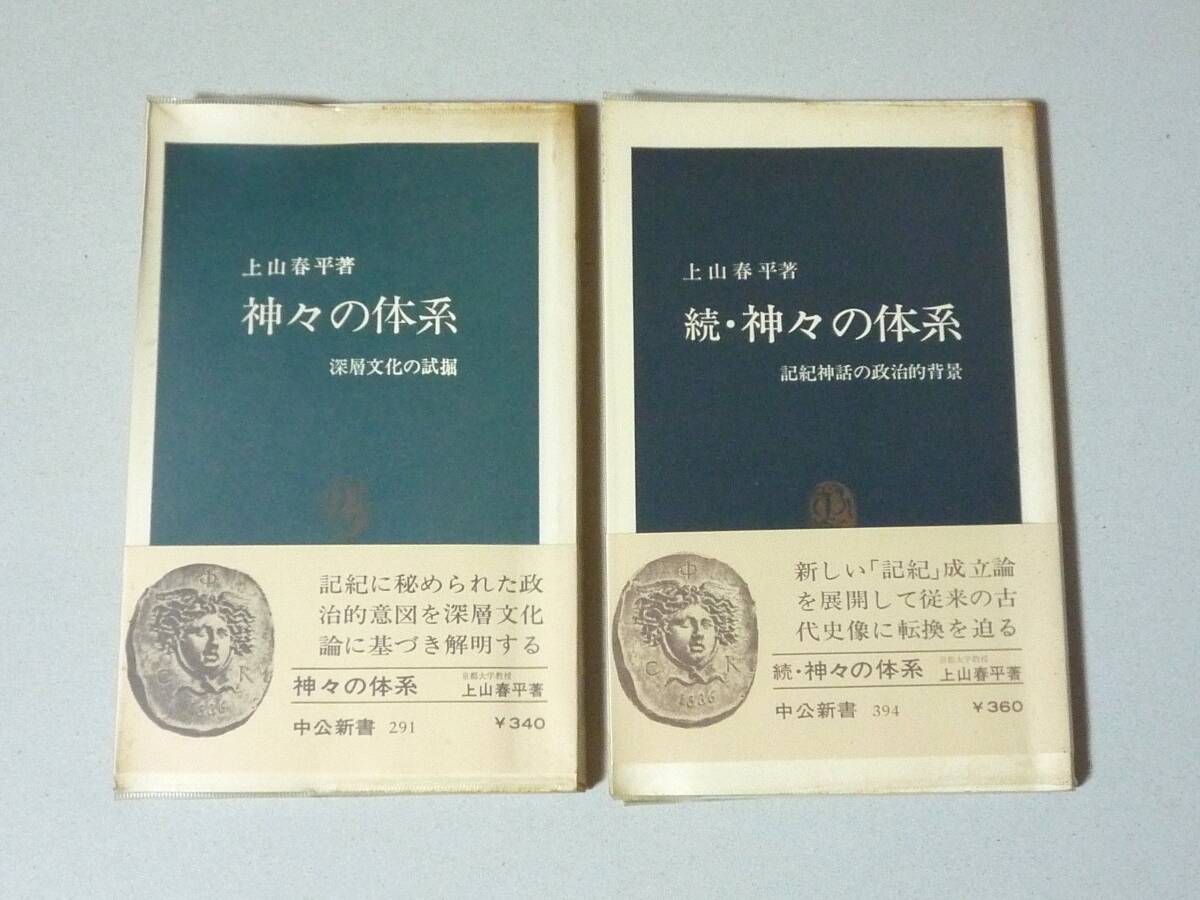 上山春平著
神々の体系
深層文化の試掘
記紀に秘められた政
治的意図を深層文化
論に基づき解明する
神々の体系
京都大学教授
上山春平著
中公新書 291
￥340
C
R
1336
上山春平著
続・神々の体系
記紀神話の政治的背景
新しい「記紀」成立論
を展開して従来の古
代史像に転換を迫る
続・神々の体系
京都大学教授
上山春平著
中公新書 394
￥360
C
R